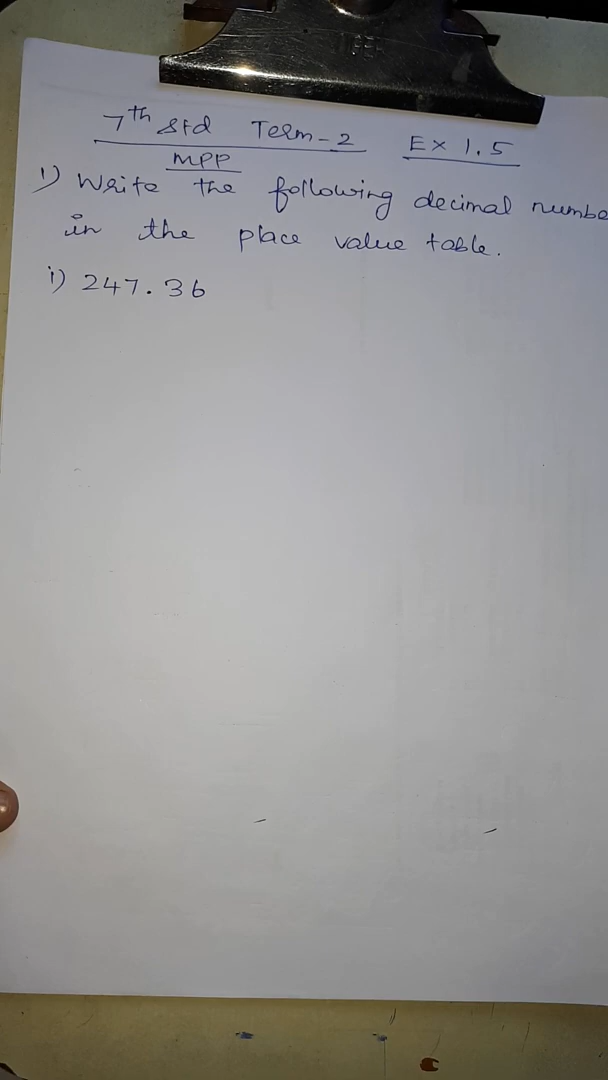 7th Std Term-2 Ex 1.5
MPP
1) Write the following decimal numbe
in the place value table.
i) 247.36